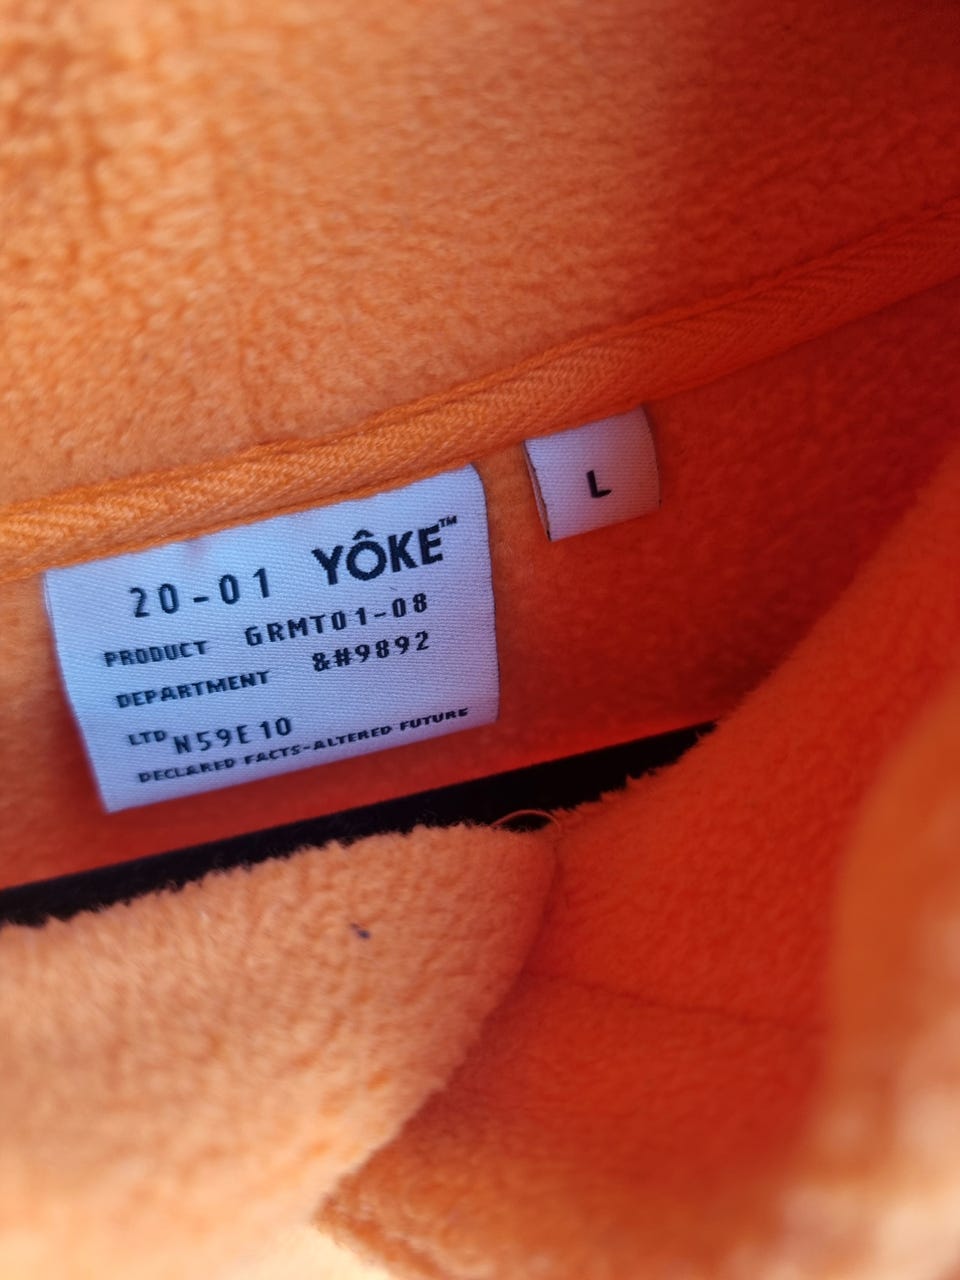 20-01 YÔKE™
PRODUCT GRMT01-08
DEPARTMENT &#9892
LTD N59E10
DECLARED FACTS-ALTERED FUTURE
L